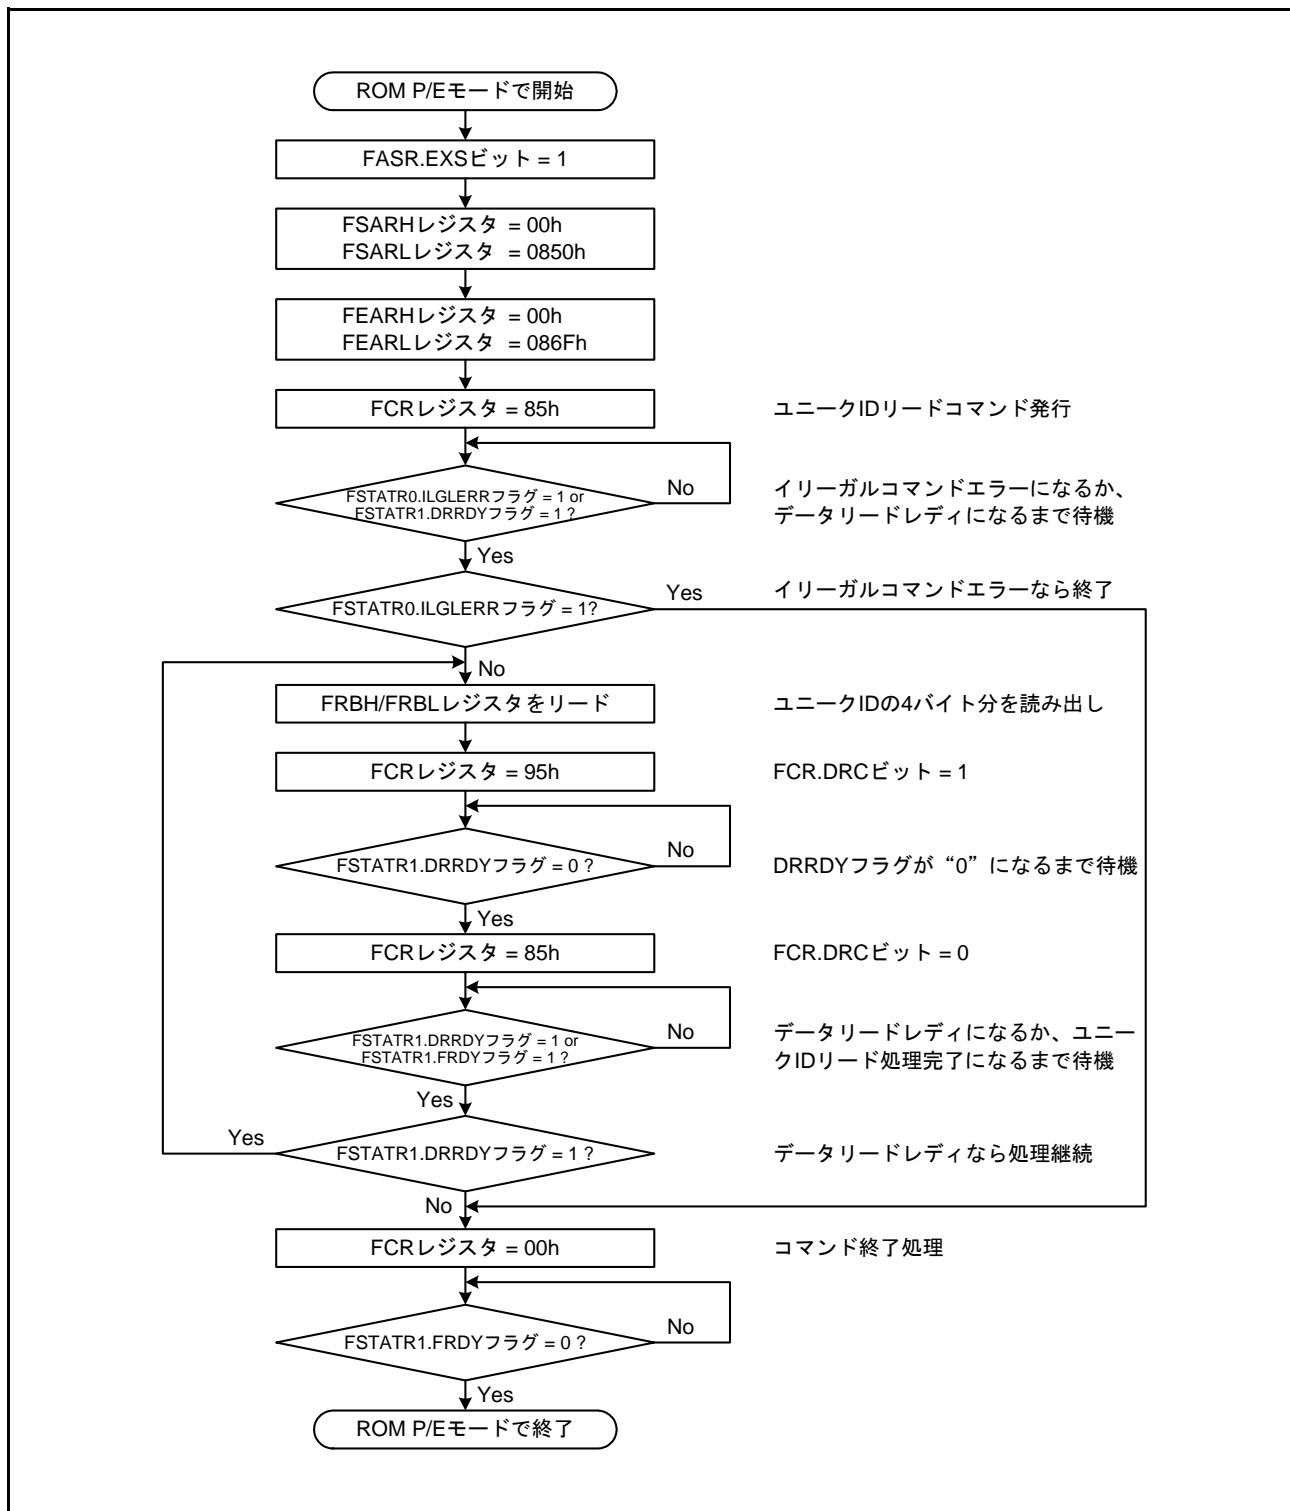 ROM P/Eモードで開始
FASR.EXSビット = 1
FSARHレジスタ = 00h
FSARLレジスタ = 0850h
FEARHレジスタ = 00h
FEARLレジスタ = 086Fh
FCRレジスタ = 85h
ユニークIDリードコマンド発行
FSTATR0.ILGLERRフラグ = 1 or
FSTATR1.DRRDYフラグ = 1 ?
No
イリーガルコマンドエラーになるか、
データリードレディになるまで待機
Yes
FSTATR0.ILGLERRフラグ = 1?
Yes
イリーガルコマンドエラーなら終了
No
FRBH/FRBLレジスタをリード
ユニークIDの4バイト分を読み出し
FCRレジスタ = 95h
FCR.DRCビット = 1
FSTATR1.DRRDYフラグ = 0 ?
No
DRRDYフラグが“0”になるまで待機
Yes
FCRレジスタ = 85h
FCR.DRCビット = 0
FSTATR1.DRRDYフラグ = 1 or
FSTATR1.FRDYフラグ = 1 ?
No
データリードレディになるか、ユニー
クIDリード処理完了になるまで待機
Yes
Yes
FSTATR1.DRRDYフラグ = 1 ?
データリードレディなら処理継続
No
FCRレジスタ = 00h
コマンド終了処理
FSTATR1.FRDYフラグ = 0 ?
No
Yes
ROM P/Eモードで終了